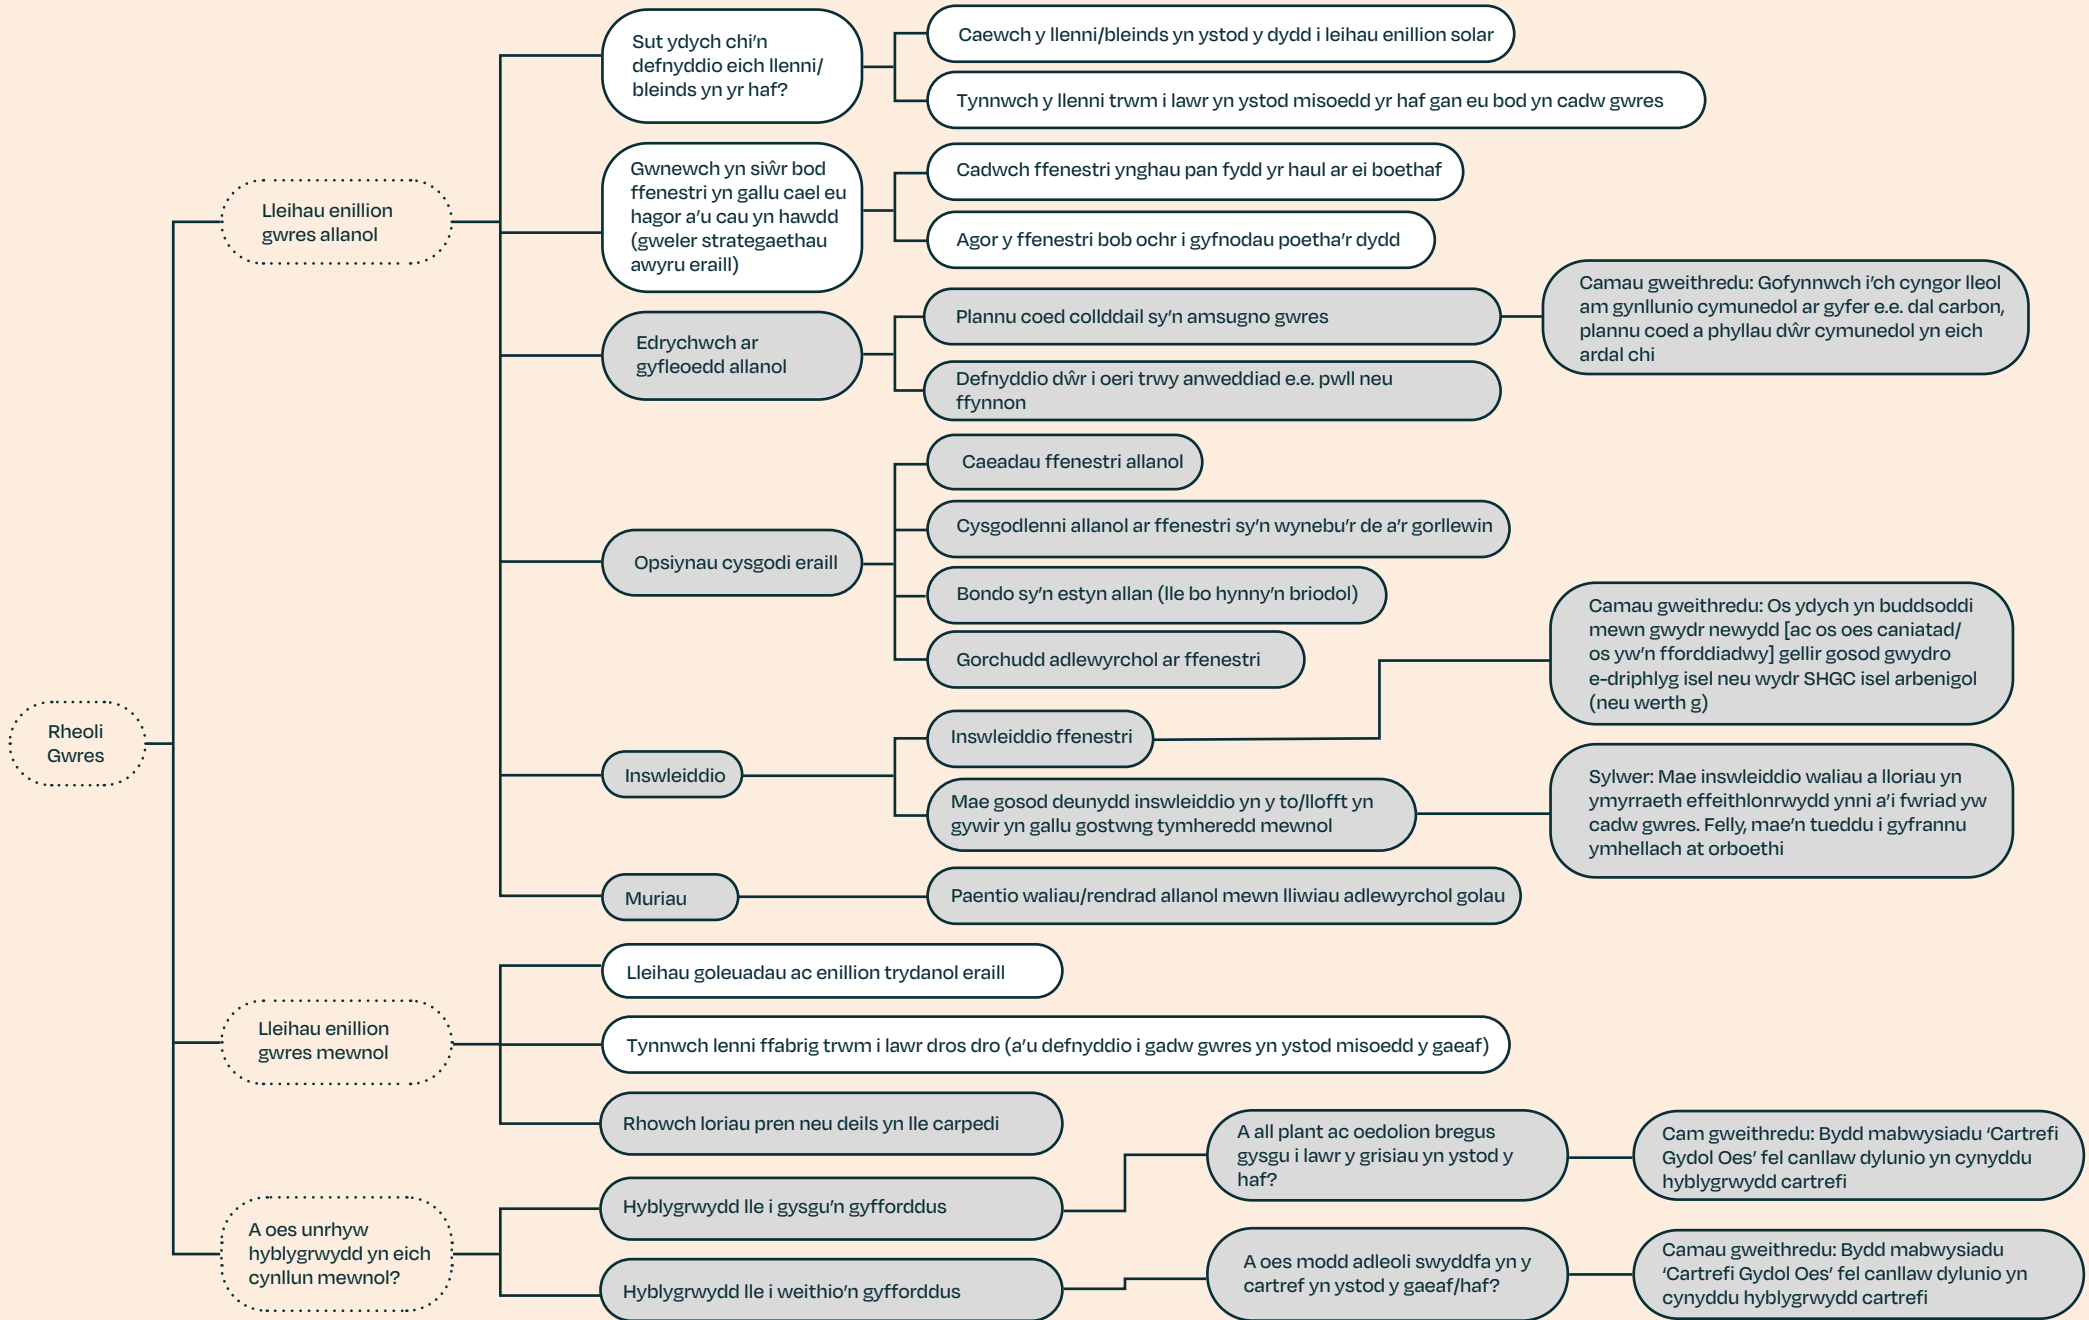 Rheoli
Gwres
Lleihau enillion
gwres allanol
Sut ydych chi'n
defnyddio eich llenni/
bleinds yn yr haf?
Caewch y llenni/bleinds yn ystod y dydd i leihau enillion solar
Tynnwch y llenni trwm i lawr yn ystod misoedd yr haf gan eu bod yn cadw gwres
Gwnewch yn siŵr bod
ffenestri yn gallu cael eu
hagor a'u cau yn hawdd
(gweler strategaethau
awyru eraill)
Cadwch ffenestri ynghau pan fydd yr haul ar ei boethaf
Agor y ffenestri bob ochr i gyfnodau poetha'r dydd
Edrychwch ar
gyfleoedd allanol
Plannu coed collddail sy'n amsugno gwres
Camau gweithredu: Gofynnwch i'ch cyngor lleol
am gynllunio cymunedol ar gyfer e.e. dal carbon,
plannu coed a phyllau dŵr cymunedol yn eich
ardal chi
Defnyddio dŵr i oeri trwy anweddiad e.e. pwll neu
ffynnon
Opsiynau cysgodi eraill
Caeadau ffenestri allanol
Cysgodlenni allanol ar ffenestri sy'n wynebu'r de a'r gorllewin
Bondo sy'n estyn allan (lle bo hynny'n briodol)
Gorchudd adlewyrchol ar ffenestri
Inswleiddio
Inswleiddio ffenestri
Camau gweithredu: Os ydych yn buddsoddi
mewn gwydr newydd [ac os oes caniatad/
os yw'n fforddiadwy] gellir gosod gwydro
e-driphlyg isel neu wydr SHGC isel arbenigol
(neu werth g)
Mae gosod deunydd inswleiddio yn y to/llofft yn
gywir yn gallu gostwng tymheredd mewnol
Sylwer: Mae inswleiddio waliau a lloriau yn
ymyrraeth effeithlonrwydd ynni a'i fwriad yw
cadw gwres. Felly, mae'n tueddu i gyfrannu
ymhellach at orboethi
Muriau
Paentio waliau/rendrad allanol mewn lliwiau adlewyrchol golau
Lleihau enillion
gwres mewnol
Lleihau goleuadau ac enillion trydanol eraill
Tynnwch lenni ffabrig trwm i lawr dros dro (a'u defnyddio i gadw gwres yn ystod misoedd y gaeaf)
Rhowch loriau pren neu deils yn lle carpedi
A oes unrhyw
hyblygrwydd yn eich
cynllun mewnol?
Hyblygrwydd lle i gysgu'n gyfforddus
A all plant ac oedolion bregus
gysgu i lawr y grisiau yn ystod y
haf?
Cam gweithredu: Bydd mabwysiadu 'Cartrefi
Gydol Oes' fel canllaw dylunio yn cynyddu
hyblygrwydd cartrefi
Hyblygrwydd lle i weithio'n gyfforddus
A oes modd adleoli swyddfa yn y
cartref yn ystod y gaeaf/haf?
Camau gweithredu: Bydd mabwysiadu
'Cartrefi Gydol Oes' fel canllaw dylunio yn
cynyddu hyblygrwydd cartrefi